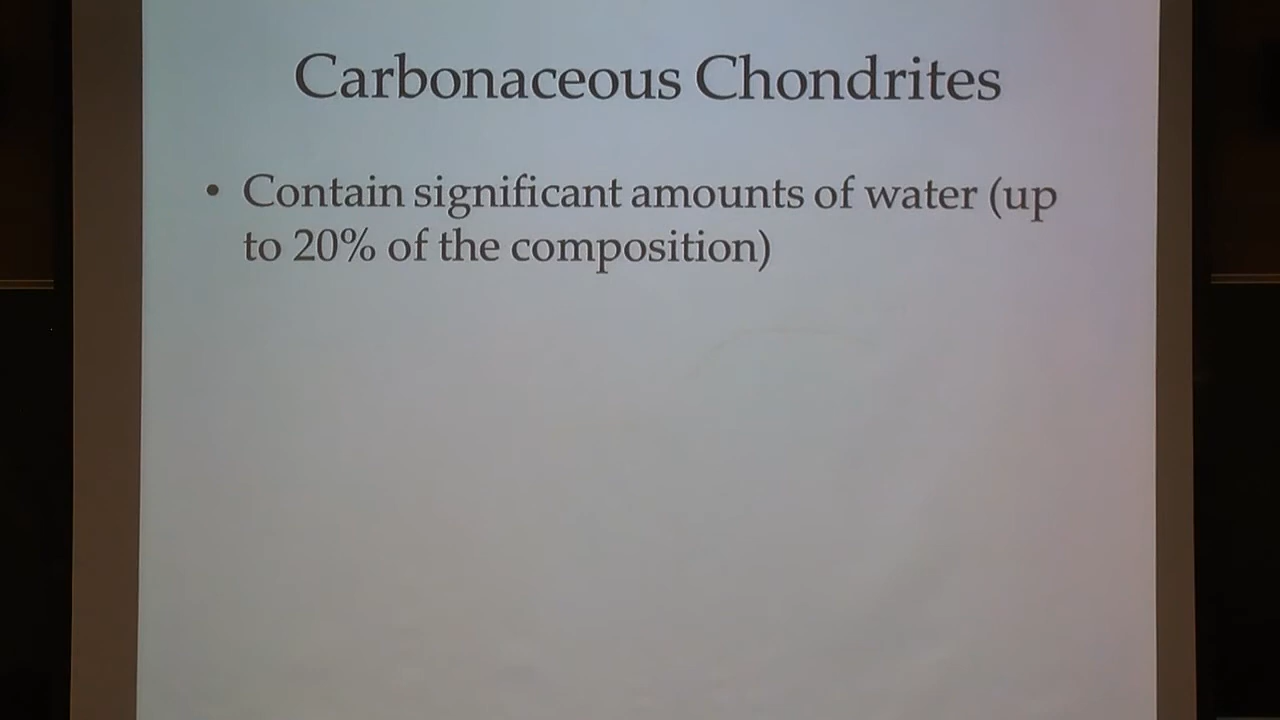 Carbonaceous Chondrites
• Contain significant amounts of water (up
to 20% of the composition)